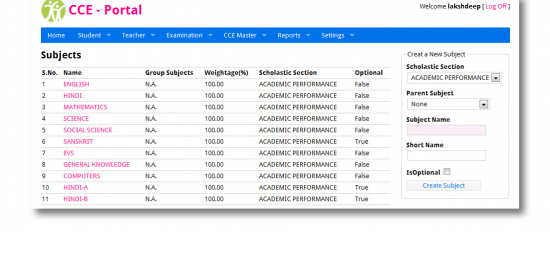 CCE - Portal
Welcome lakshdeep [ Log Off ]
Home Student Teacher Examination CCE Master Reports Settings
Subjects
S.No. Name Group Subjects Weightage(%) Scholastic Section Optional
1 ENGLISH N.A. 100.00 ACADEMIC PERFORMANCE False
2 HINDI N.A. 100.00 ACADEMIC PERFORMANCE False
3 MATHEMATICS N.A. 100.00 ACADEMIC PERFORMANCE False
4 SCIENCE N.A. 100.00 ACADEMIC PERFORMANCE False
5 SOCIAL SCIENCE N.A. 100.00 ACADEMIC PERFORMANCE False
6 SANSKRIT N.A. 100.00 ACADEMIC PERFORMANCE True
7 EVS N.A. 100.00 ACADEMIC PERFORMANCE False
8 GENERAL KNOWLEDGE N.A. 100.00 ACADEMIC PERFORMANCE False
9 COMPUTERS N.A. 100.00 ACADEMIC PERFORMANCE False
10 HINDI-A N.A. 100.00 ACADEMIC PERFORMANCE True
11 HINDI-B N.A. 100.00 ACADEMIC PERFORMANCE True
Create a New Subject
Scholastic Section
ACADEMIC PERFORMANCE
Parent Subject
None
Subject Name
Short Name
IsOptional
Create Subject